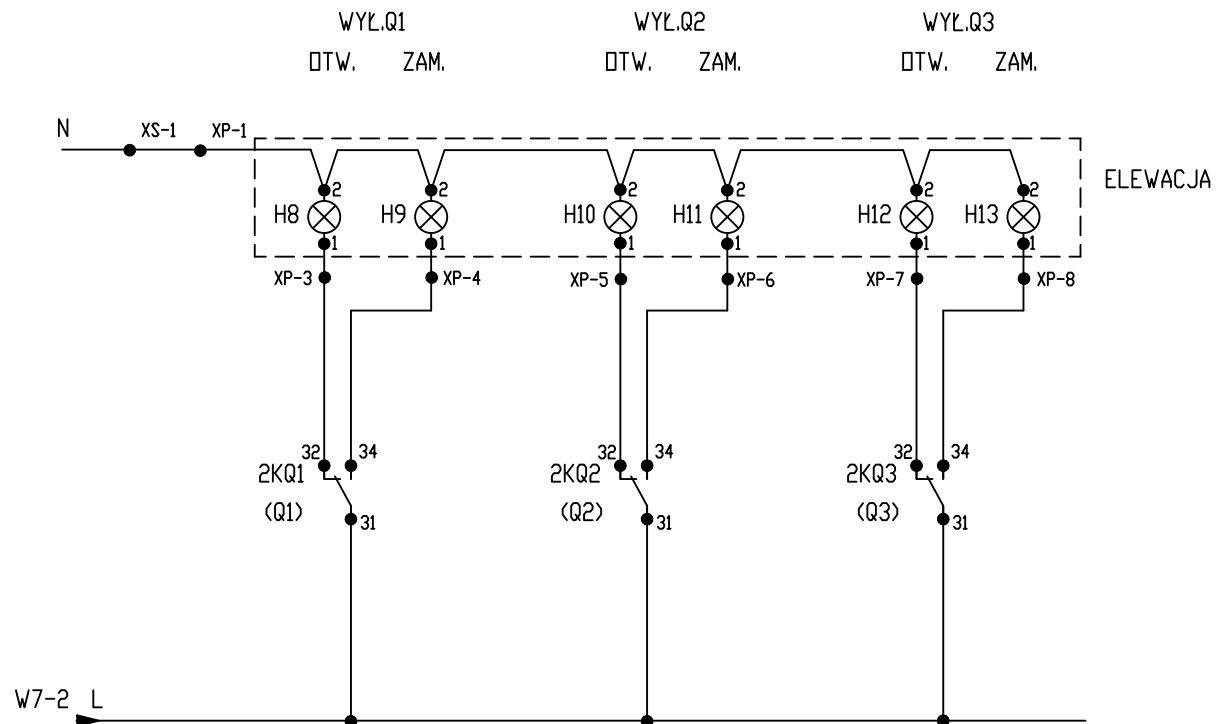 WYŁ.Q1 WYŁ.Q2 WYŁ.Q3
OTW. ZAM. OTW. ZAM. OTW. ZAM.
N XS-1 XP-1
ELEWACJA
2 2 2 2 2 2
H8 H9 H10 H11 H12 H13
1 1 1 1 1 1
XP-3 XP-4 XP-5 XP-6 XP-7 XP-8
32 34 32 34 32 34
2KQ1 2KQ2 2KQ3
(Q1) (Q2) (Q3)
31 31 31
W7-2 L